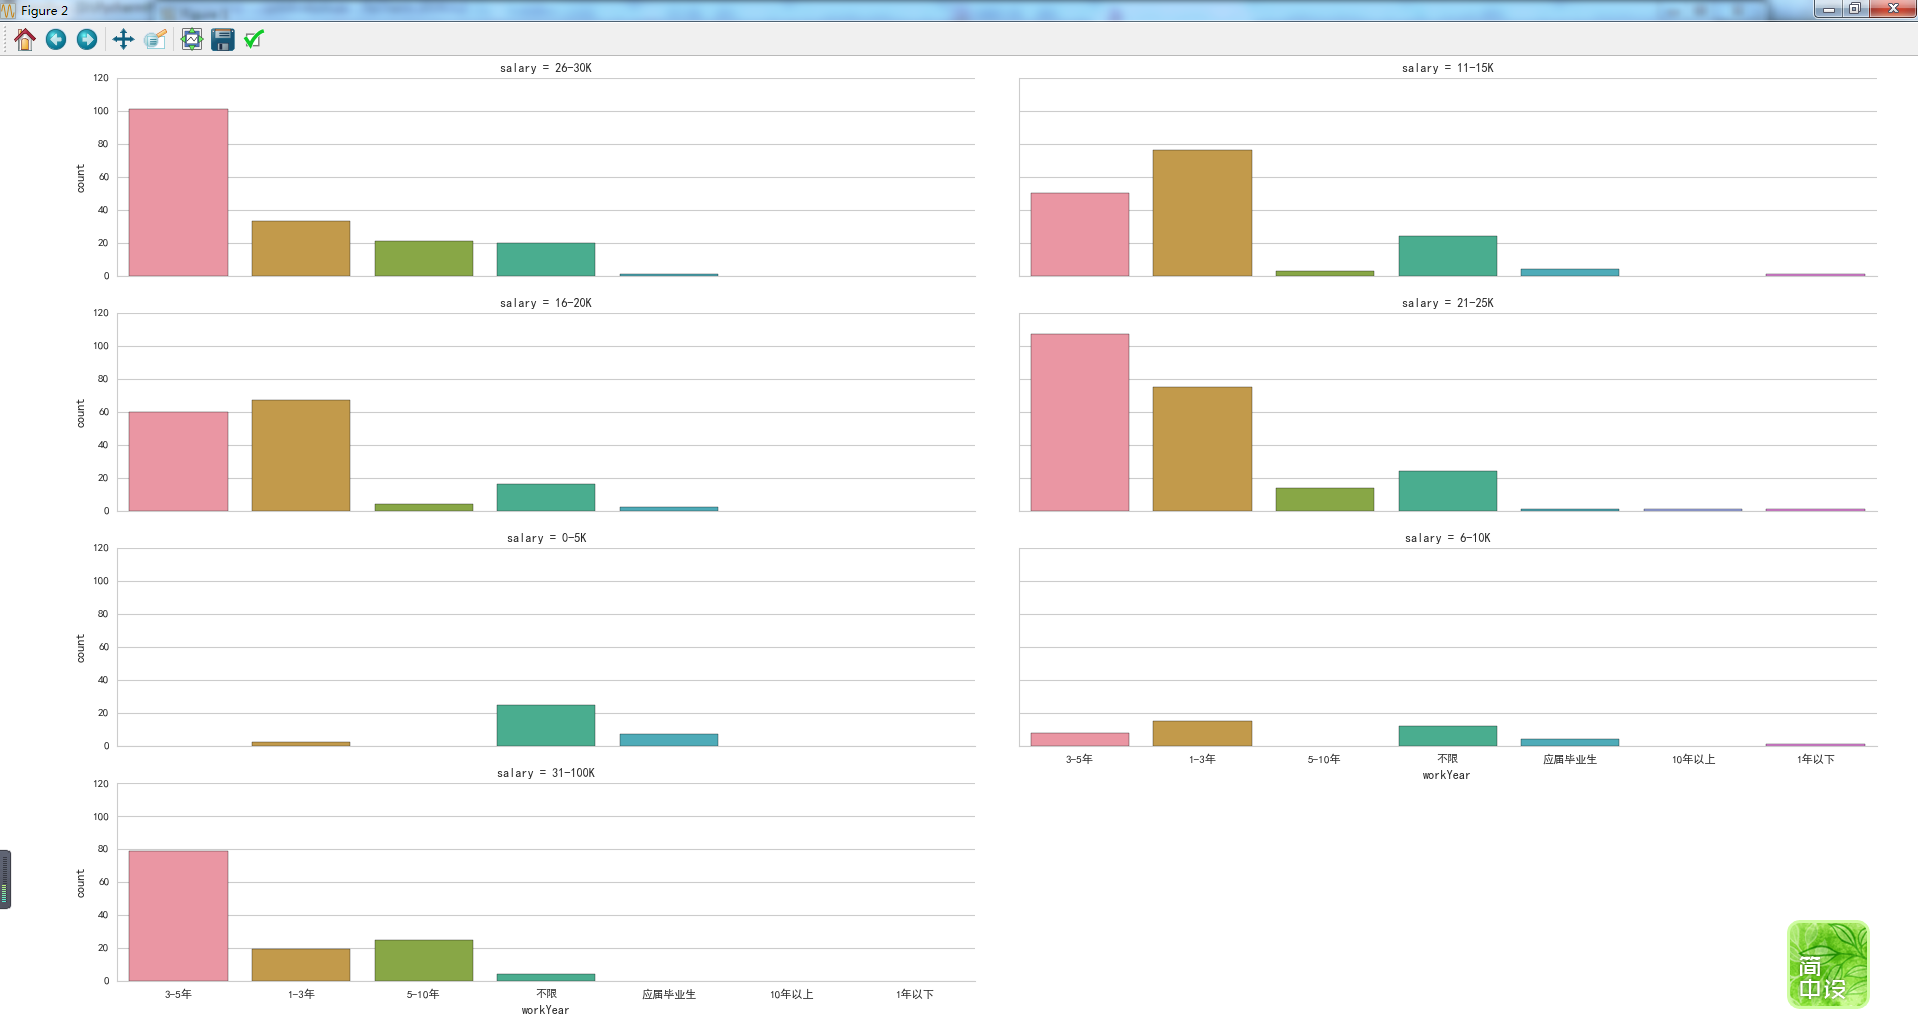 Figure 2
salary = 26-30K
120
100
80
60
40
20
0
count
salary = 11-15K
salary = 16-20K
120
100
80
60
40
20
0
count
salary = 21-25K
salary = 0-5K
120
100
80
60
40
20
0
count
salary = 6-10K
3-5年 1-3年 5-10年 不限 应届毕业生 10年以上 1年以下
workYear
salary = 31-100K
120
100
80
60
40
20
0
count
3-5年 1-3年 5-10年 不限 应届毕业生 10年以上 1年以下
workYear
简
中设